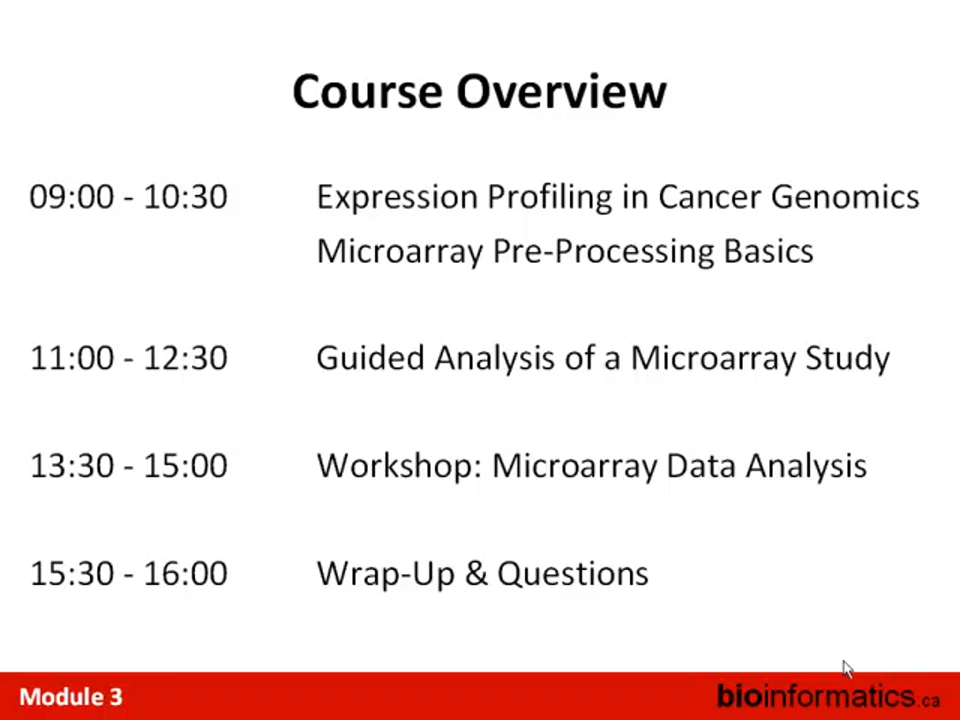 Course Overview
09:00 - 10:30 Expression Profiling in Cancer Genomics
Microarray Pre-Processing Basics
11:00 - 12:30 Guided Analysis of a Microarray Study
13:30 - 15:00 Workshop: Microarray Data Analysis
15:30 - 16:00 Wrap-Up & Questions
Module 3 bioinformatics.ca